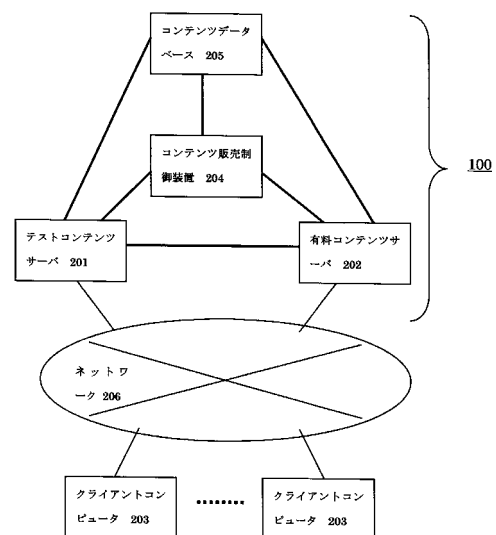 コンテンツデータ
ベース 205
100
コンテンツ販売制
御装置 204
テストコンテンツ
サーバ 201
有料コンテンツサ
ーバ 202
ネットワ
ーク 206
クライアントコン
ピュータ 203
........
クライアントコン
ピュータ 203